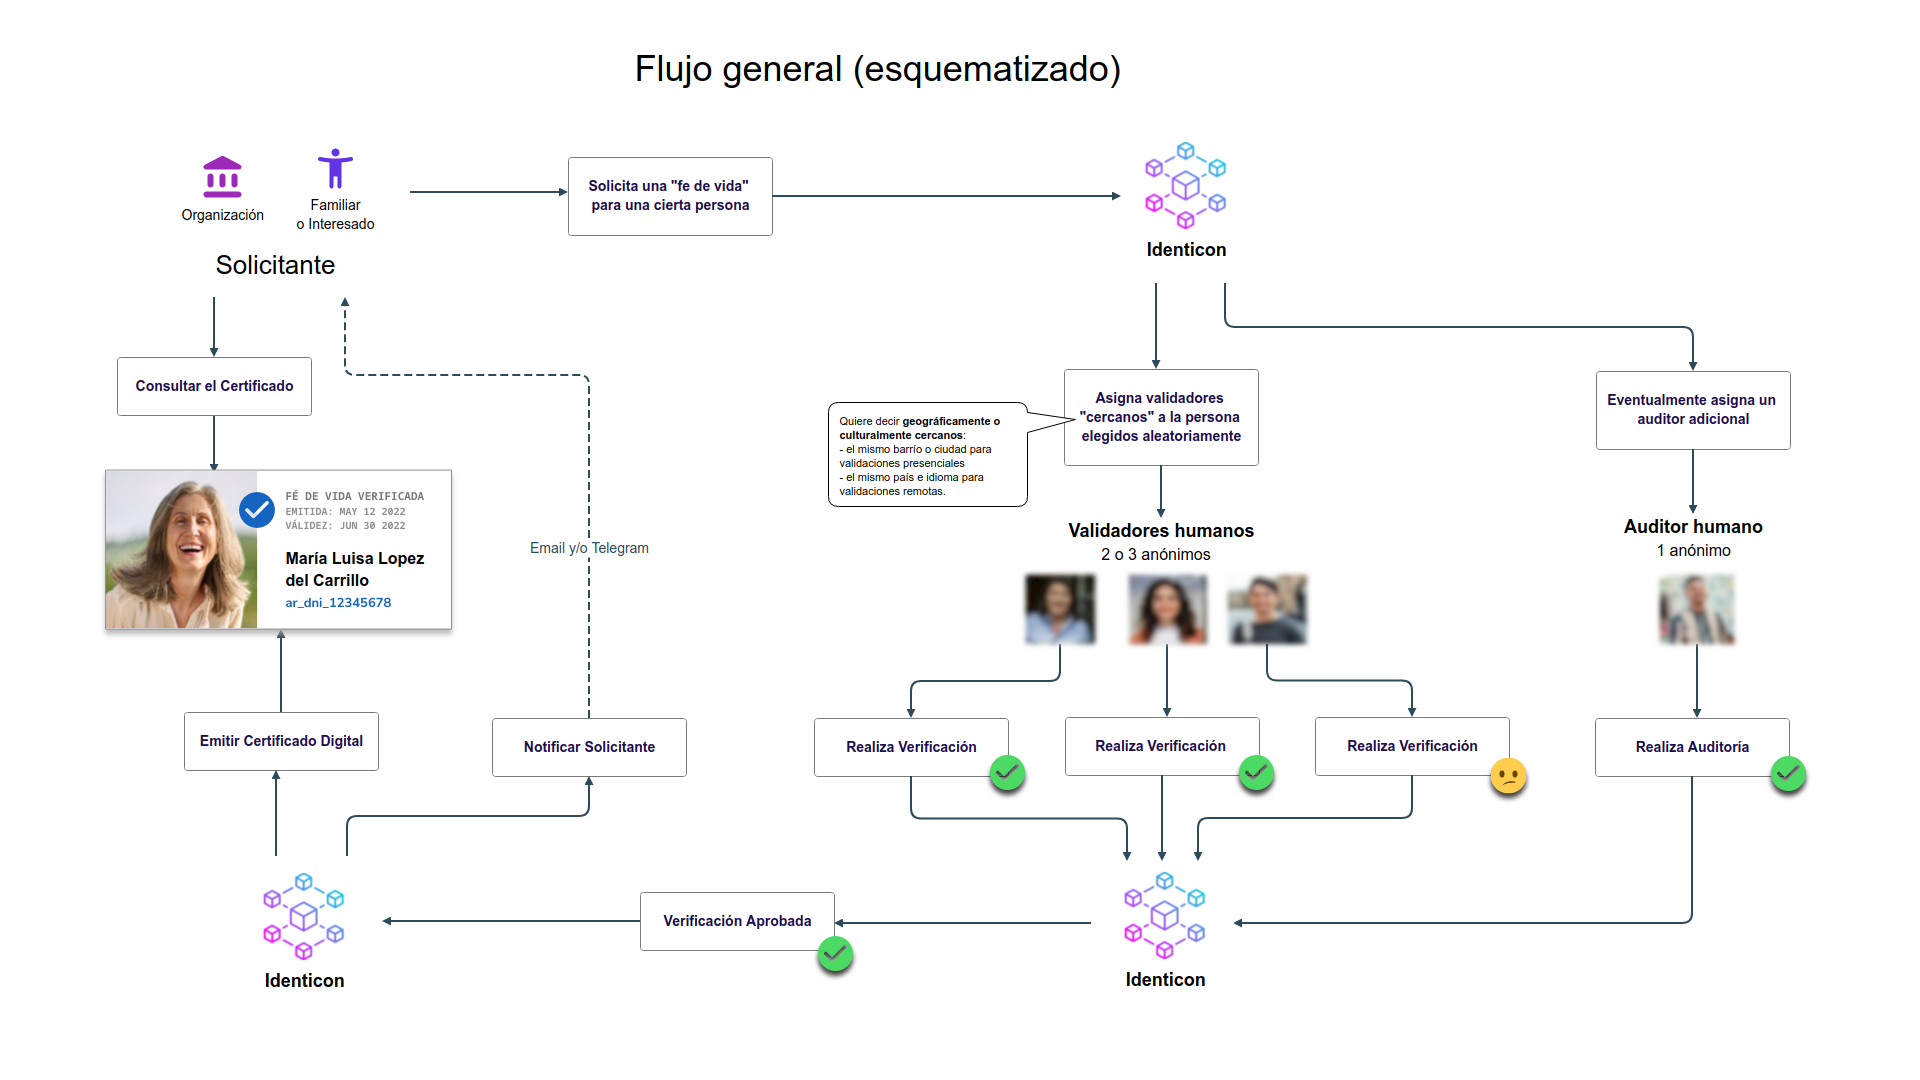 Flujo general (esquematizado)
Organización
Familiar
o Interesado
Solicitante
Solicita una "fe de vida"
para una cierta persona
Identicon
Consultar el Certificado
Asigna validadores
"cercanos" a la persona
elegidos aleatoriamente
Eventualmente asigna un
auditor adicional
Quiere decir geográficamente o
culturalmente cercanos:
- el mismo barrío o ciudad para
validaciones presenciales
- el mismo país e idioma para
validaciones remotas.
FÉ DE VIDA VERIFICADA
EMITIDA: MAY 12 2022
VÁLIDEZ: JUN 30 2022
María Luisa Lopez
del Carrillo
ar_dni_12345678
Email y/o Telegram
Validadores humanos
2 o 3 anónimos
Auditor humano
1 anónimo
Emitir Certificado Digital
Notificar Solicitante
Realiza Verificación
Realiza Verificación
Realiza Verificación
Realiza Auditoría
Verificación Aprobada
Identicon
Identicon